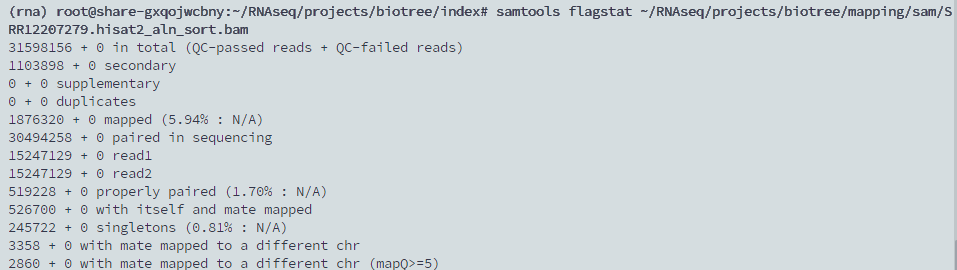 (rna) root@share-gxqojwcbny:~/RNAseq/projects/biotree/index# samtools flagstat ~/RNAseq/projects/biotree/mapping/sam/S
RR12207279.hisat2_aln_sort.bam
31598156 + 0 in total (QC-passed reads + QC-failed reads)
1103898 + 0 secondary
0 + 0 supplementary
0 + 0 duplicates
1876320 + 0 mapped (5.94% : N/A)
30494258 + 0 paired in sequencing
15247129 + 0 read1
15247129 + 0 read2
519228 + 0 properly paired (1.70% : N/A)
526700 + 0 with itself and mate mapped
245722 + 0 singletons (0.81% : N/A)
3358 + 0 with mate mapped to a different chr
2860 + 0 with mate mapped to a different chr (mapQ>=5)